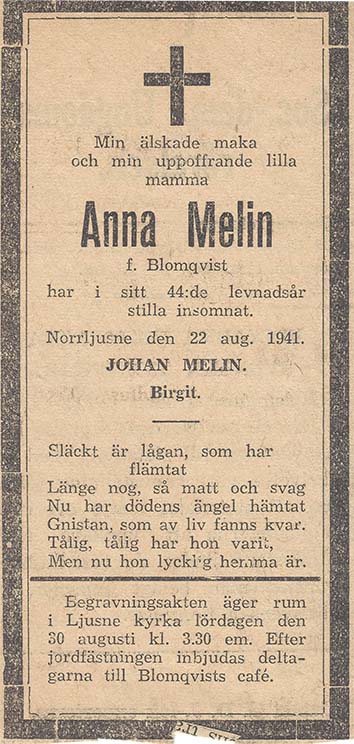 Min älskade maka
och min uppoffrande lilla
mamma
Anna Melin
f. Blomqvist
har i sitt 44:de levnadsår
stilla insomnat.
Norrljusne den 22 aug. 1941.
JOHAN MELIN.
Birgit.
Släckt är lågan, som har
flämtat
Länge nog, så matt och svag
Nu har dödens ängel hämtat
Gnistan, som av liv fanns kvar.
Tålig, tålig har hon varit,
Men nu hon lycklig hemma är.
Begravningsakten äger rum
i Ljusne kyrka lördagen den
30 augusti kl. 3.30 em. Efter
jordfästningen inbjudas delta-
garna till Blomqvists café.